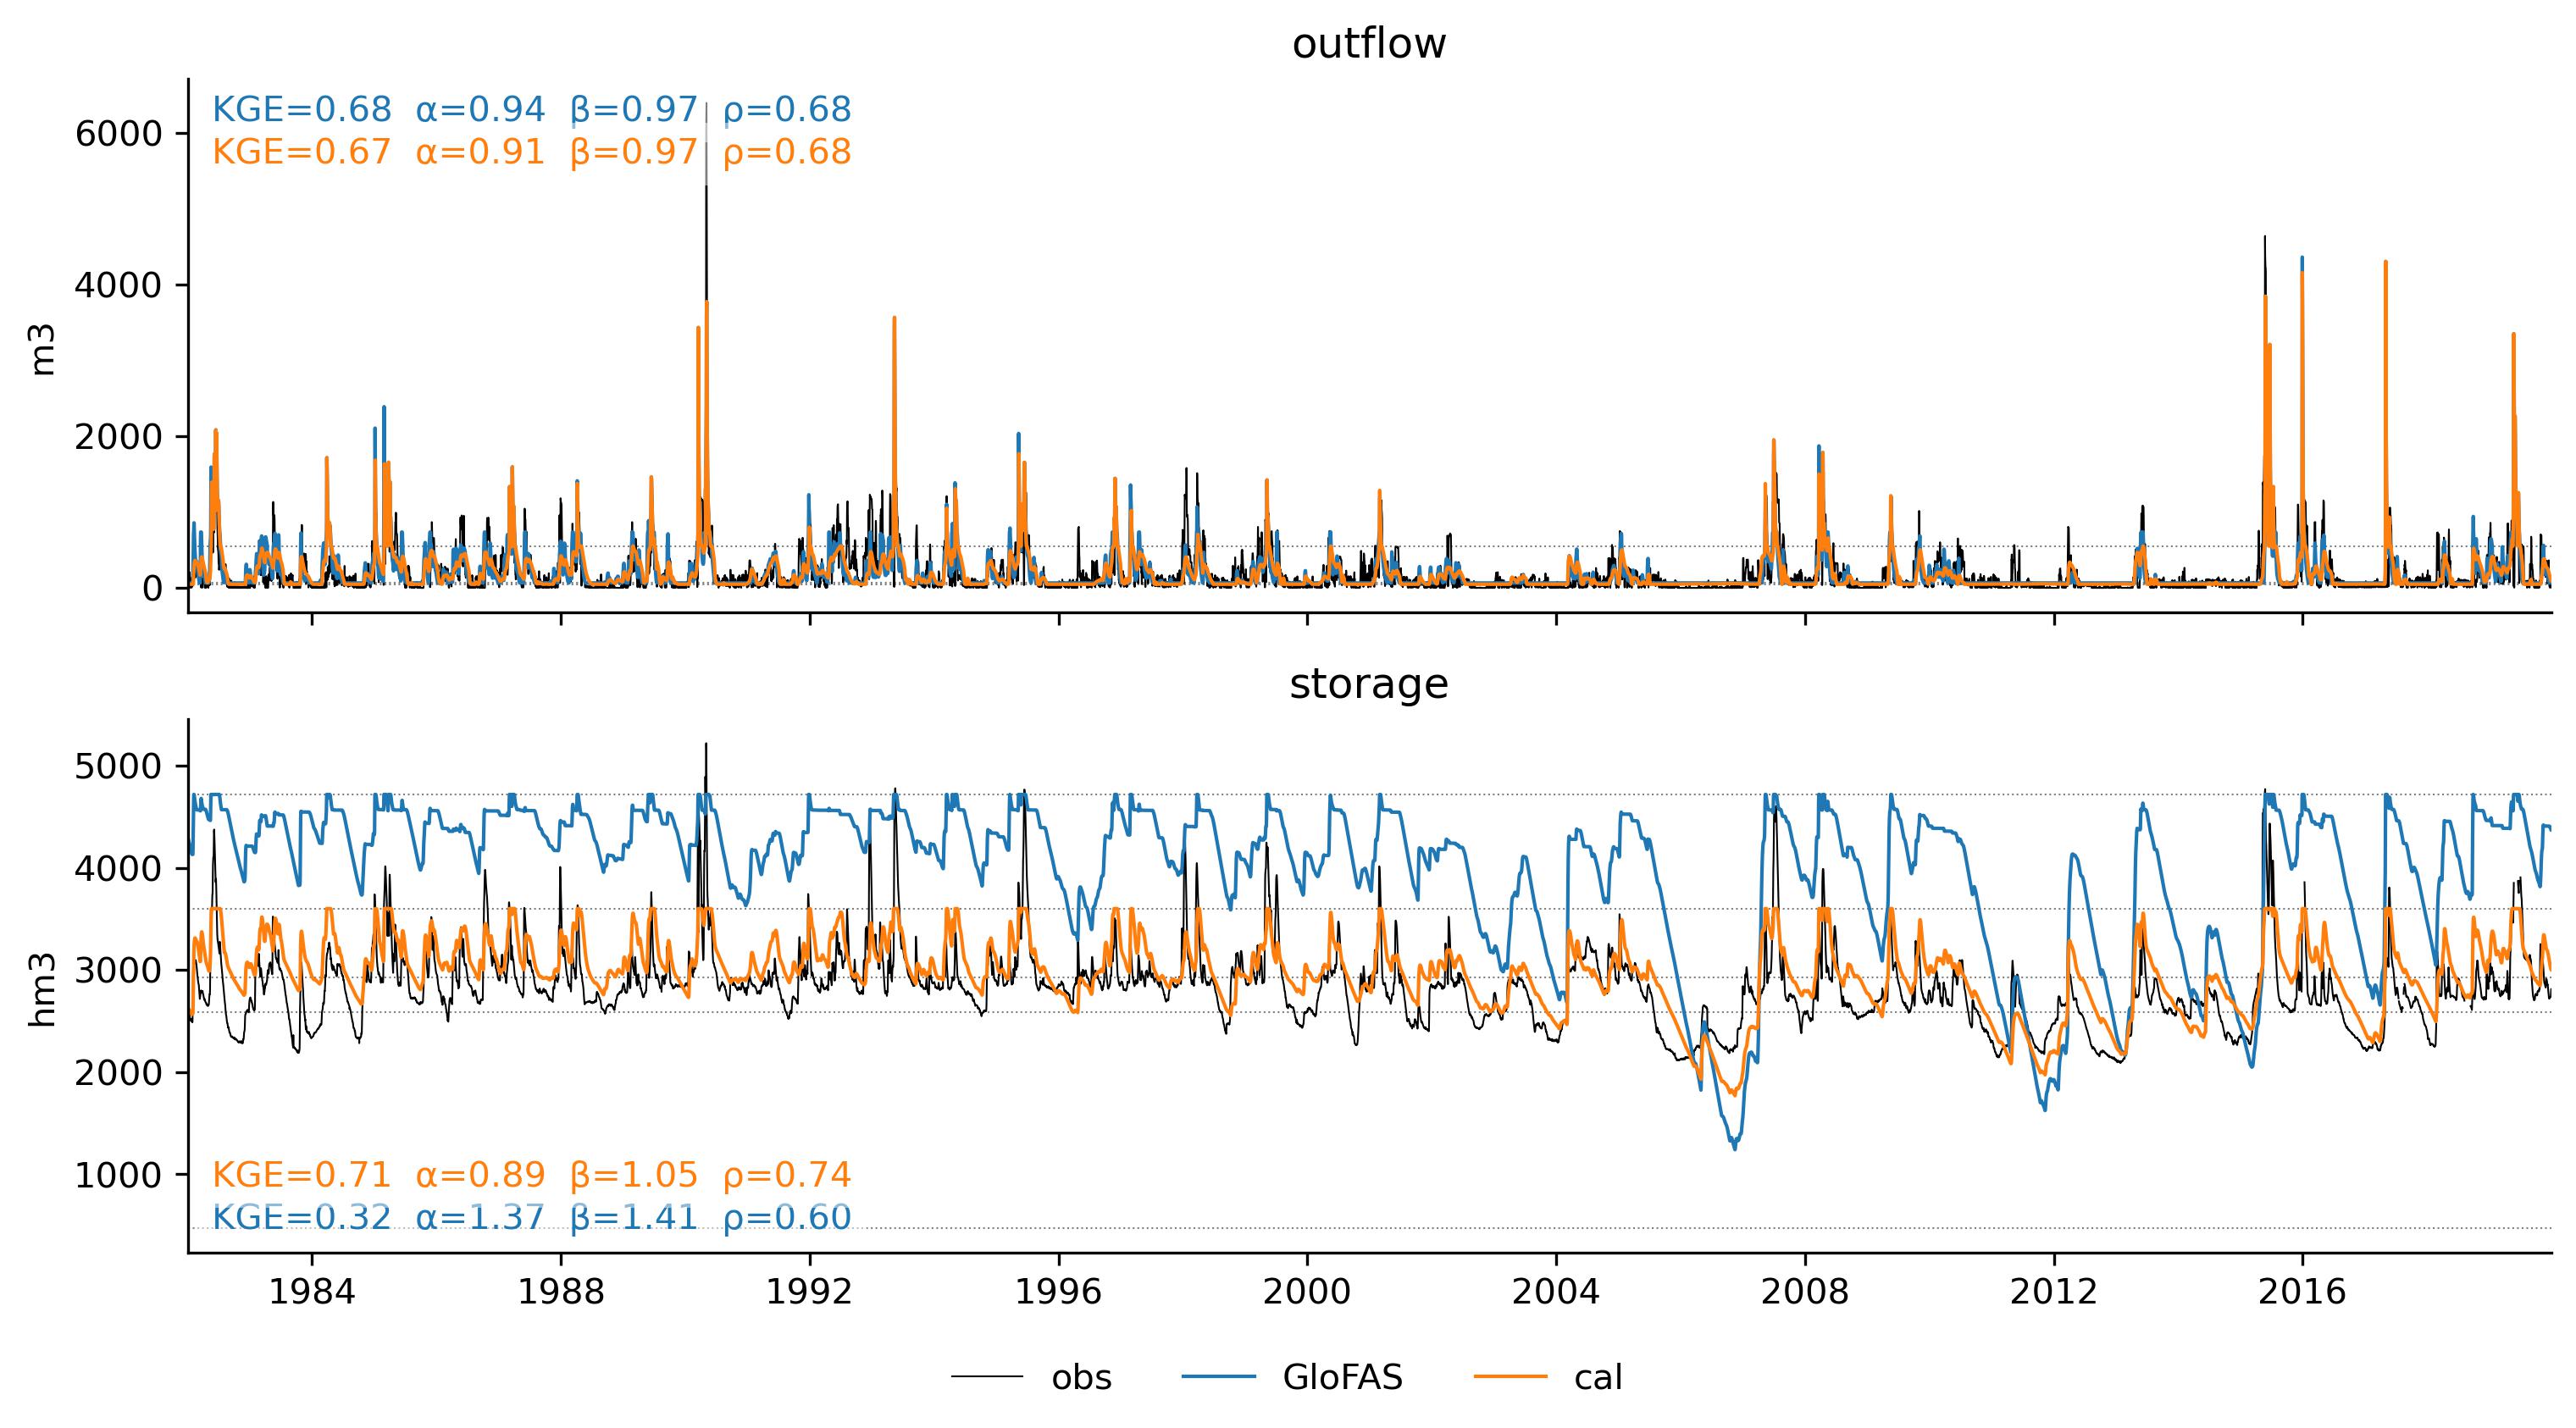 outflow
KGE=0.68 α=0.94 β=0.97 ρ=0.68
KGE=0.67 α=0.91 β=0.97 ρ=0.68
6000
4000
2000
0
m3
storage
5000
4000
3000
2000
1000
hm3
KGE=0.71 α=0.89 β=1.05 ρ=0.74
KGE=0.32 α=1.37 β=1.41 ρ=0.60
1984 1988 1992 1996 2000 2004 2008 2012 2016
obs GloFAS cal